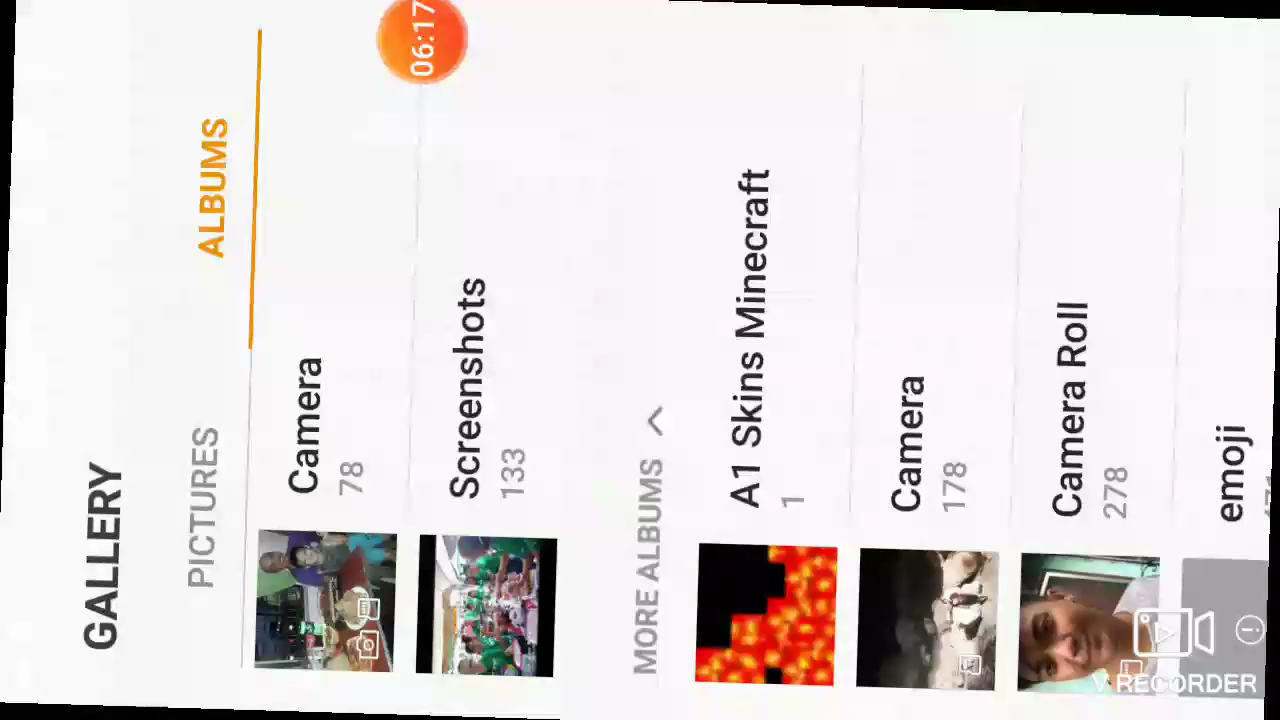 06:17
GALLERY
PICTURES ALBUMS
Camera
78
Screenshots
133
MORE ALBUMS
A1 Skins Minecraft
1
Camera
178
Camera Roll
278
emoji
V RECORDER